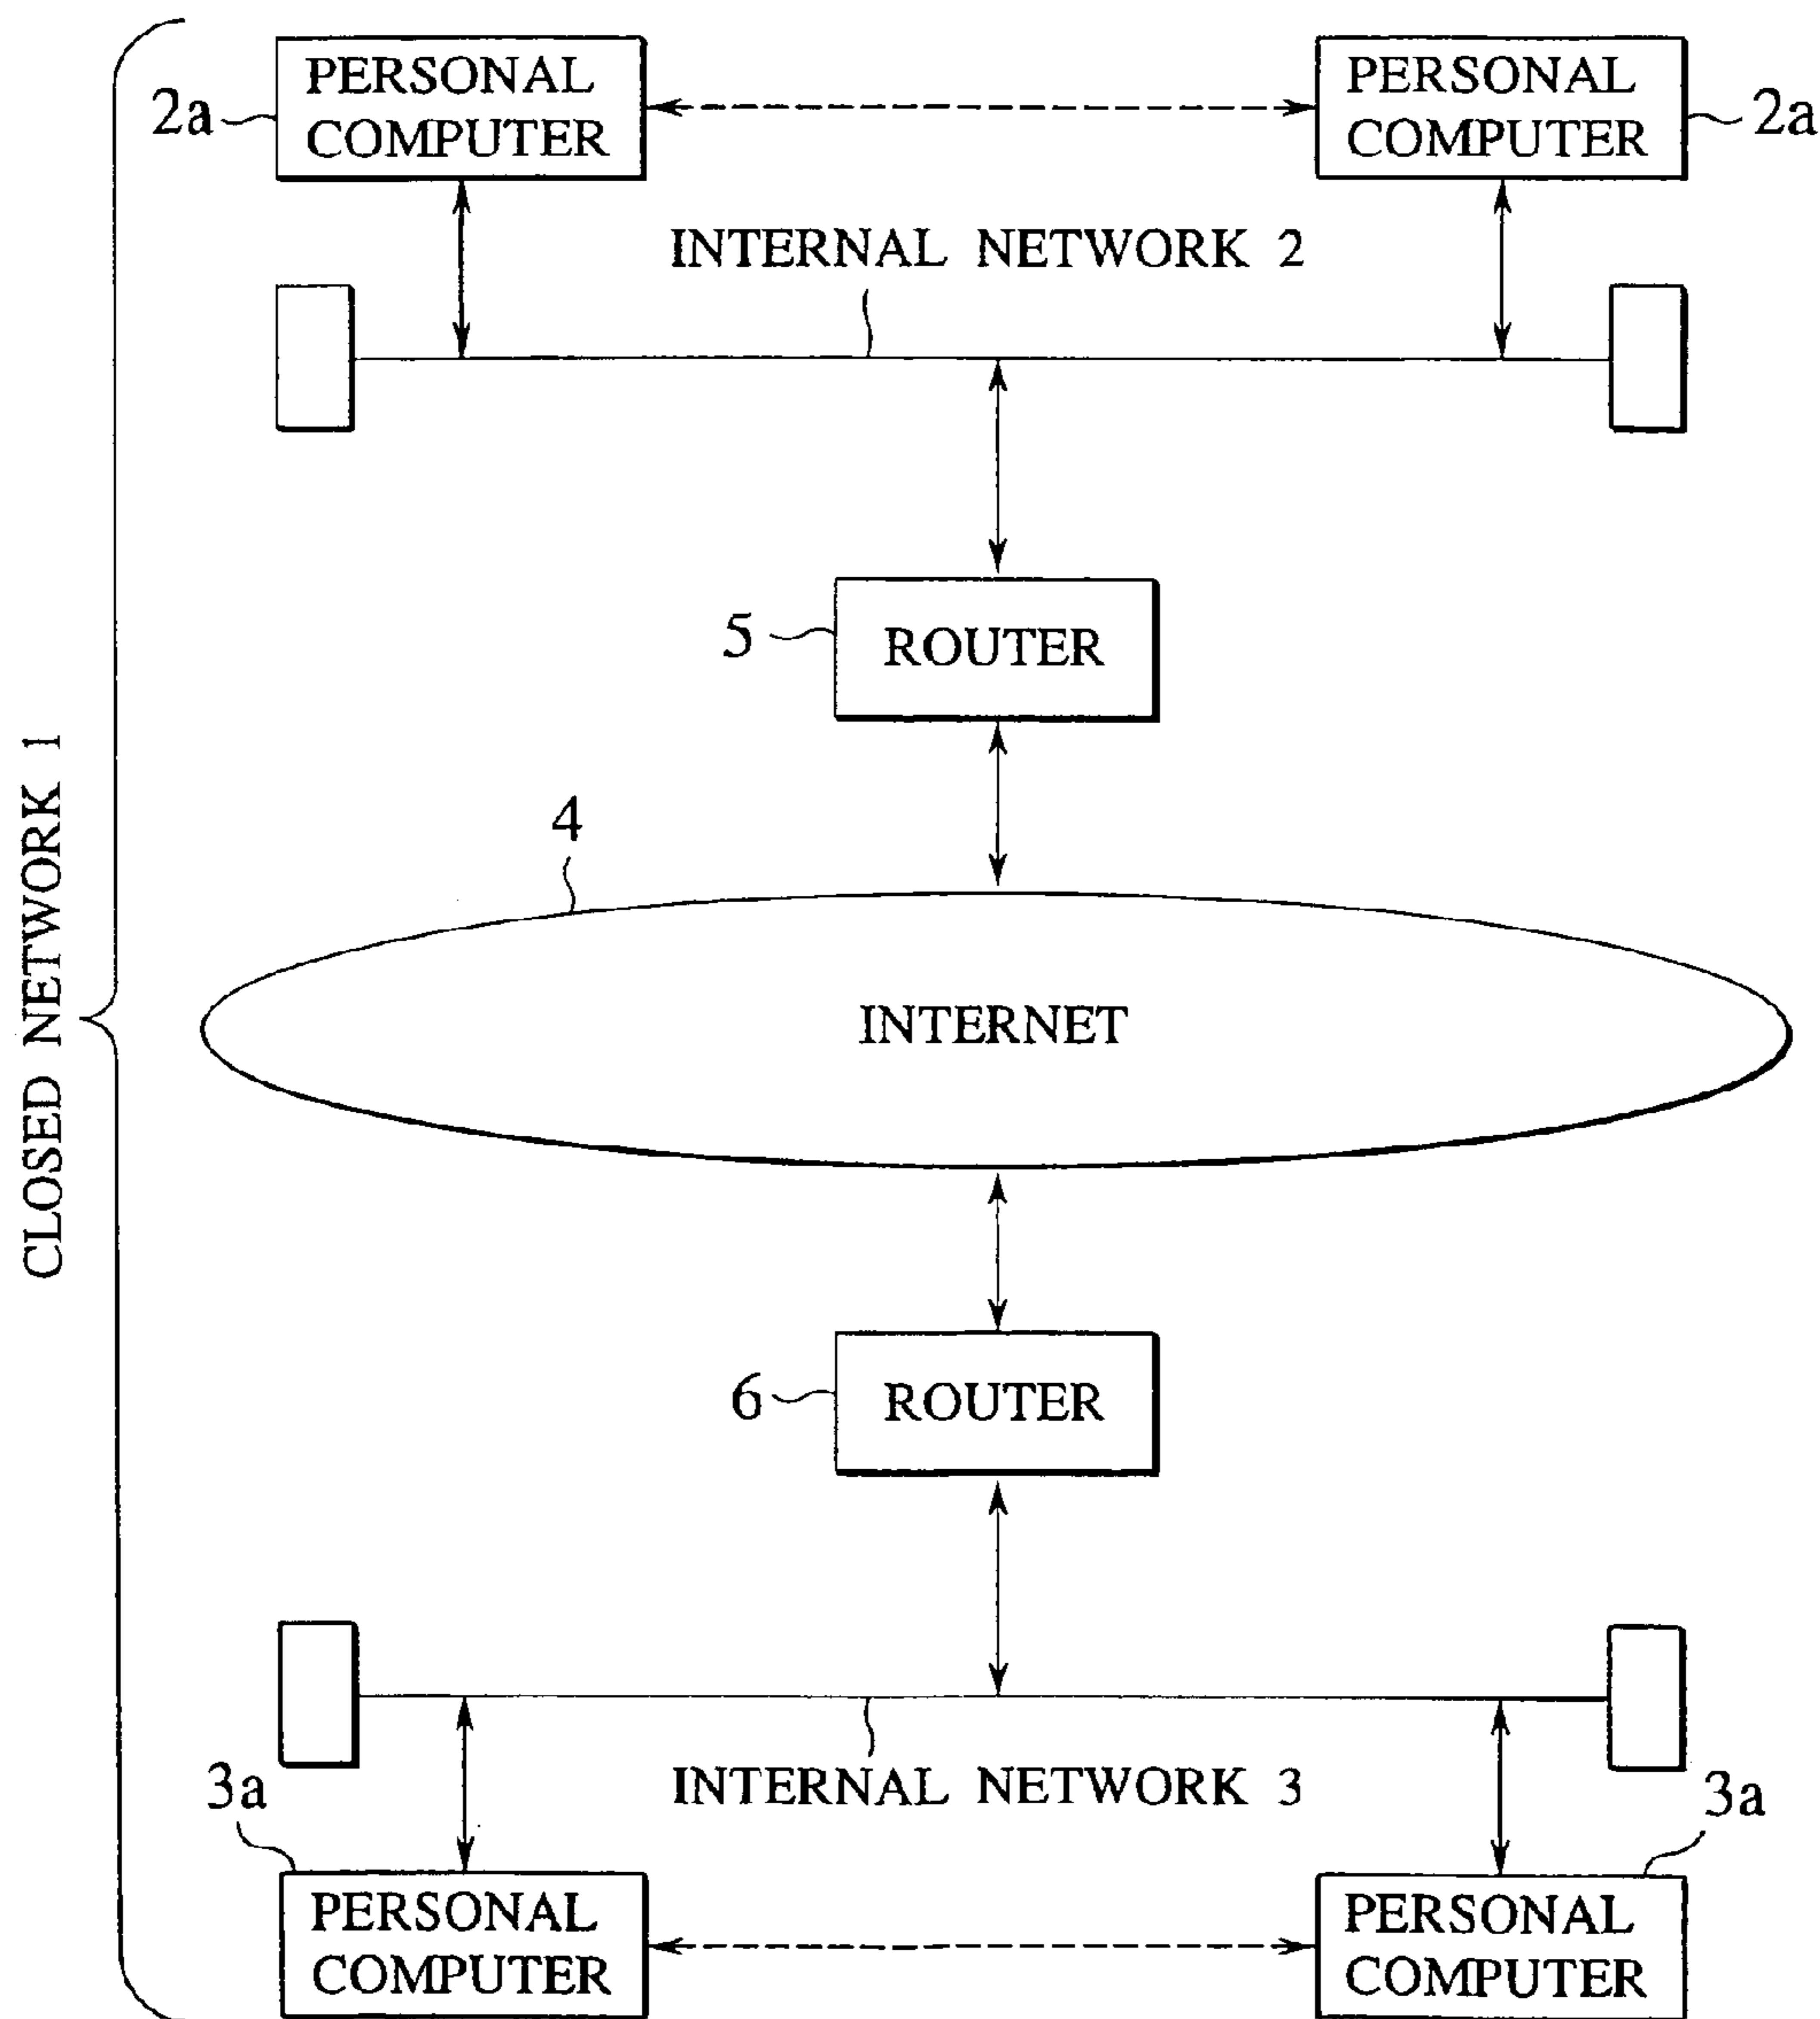 PERSONAL
COMPUTER
2a
PERSONAL
COMPUTER
2a
INTERNAL NETWORK 2
5
ROUTER
CLOSED NETWORK 1
4
INTERNET
6
ROUTER
INTERNAL NETWORK 3
3a
3a
PERSONAL
COMPUTER
PERSONAL
COMPUTER